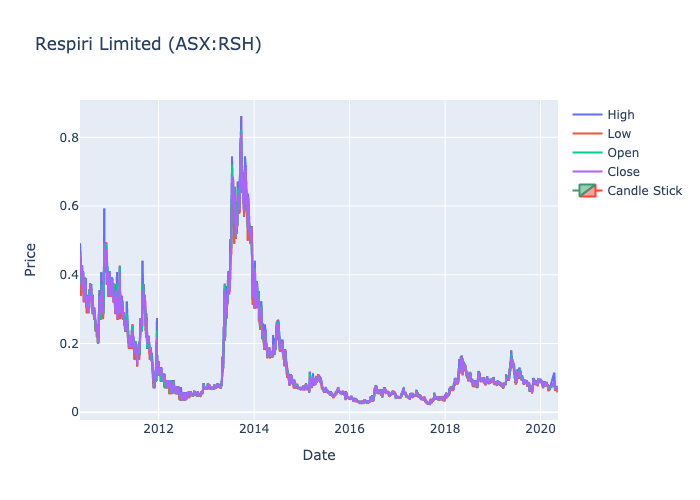 Respiri Limited (ASX:RSH)
High
Low
Open
Close
Candle Stick
Price
0.8
0.6
0.4
0.2
0
2012
2014
2016
2018
2020
Date